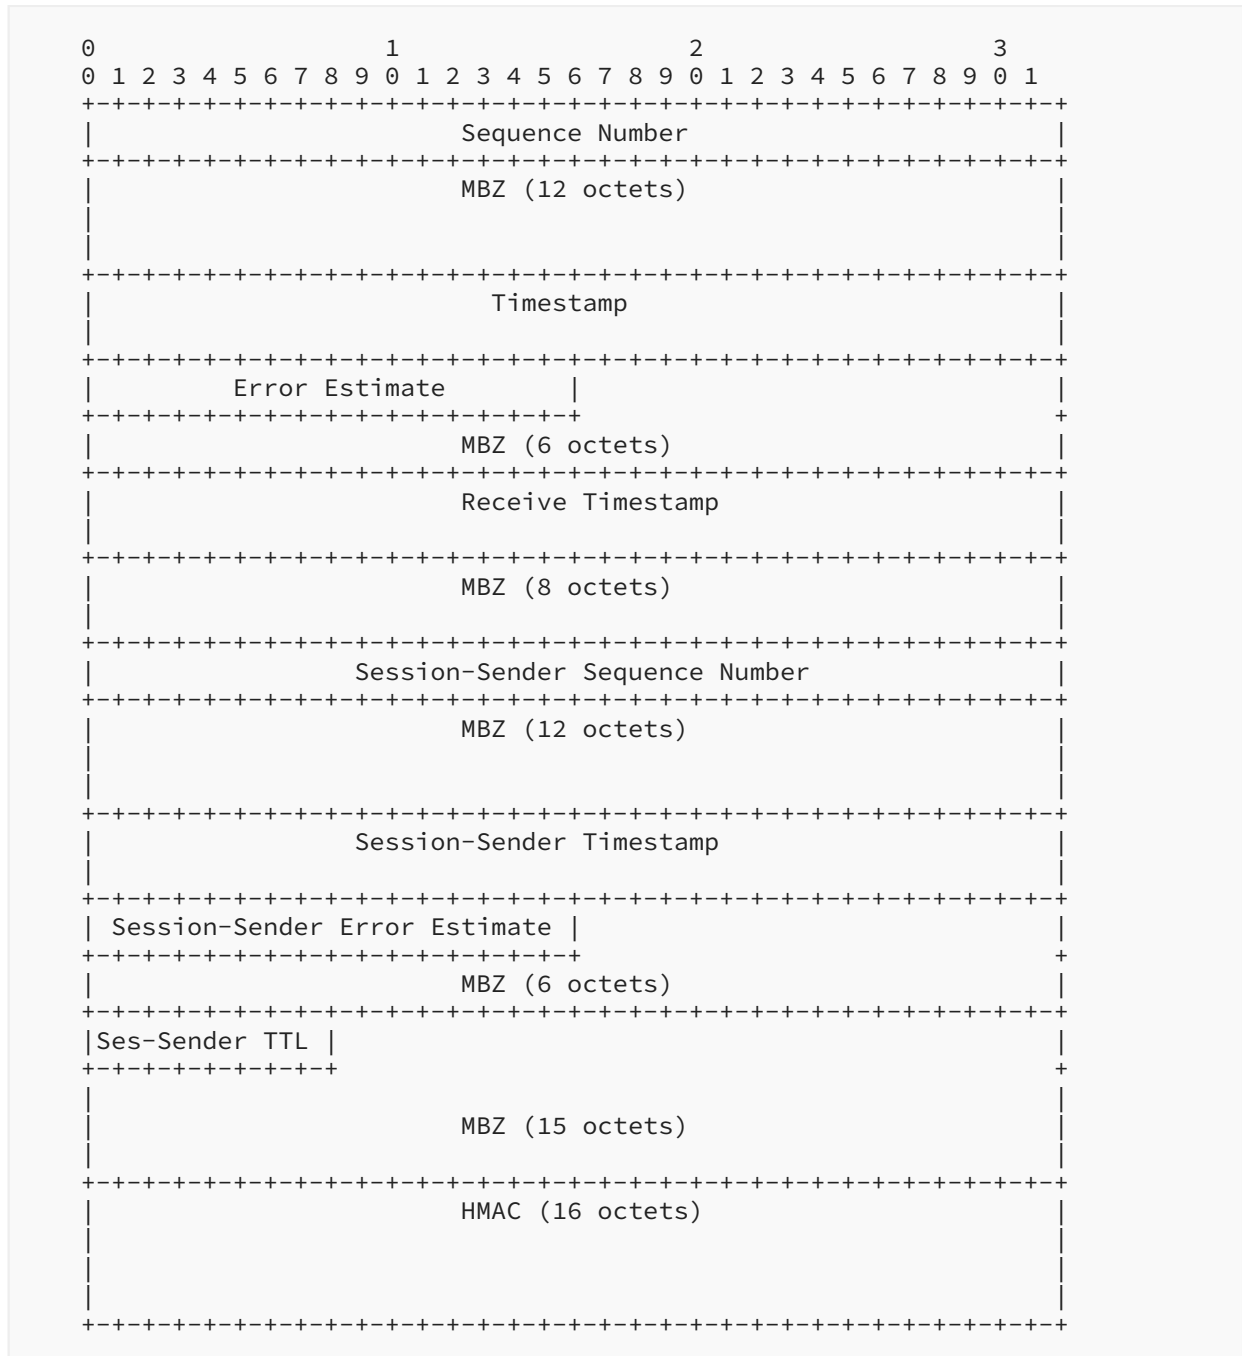 0                   1                   2                   3
0 1 2 3 4 5 6 7 8 9 0 1 2 3 4 5 6 7 8 9 0 1 2 3 4 5 6 7 8 9 0 1
+-+-+-+-+-+-+-+-+-+-+-+-+-+-+-+-+-+-+-+-+-+-+-+-+-+-+-+-+-+-+-+-+
|                        Sequence Number                        |
+-+-+-+-+-+-+-+-+-+-+-+-+-+-+-+-+-+-+-+-+-+-+-+-+-+-+-+-+-+-+-+-+
|                        MBZ (12 octets)                        |
|                                                               |
|                                                               |
+-+-+-+-+-+-+-+-+-+-+-+-+-+-+-+-+-+-+-+-+-+-+-+-+-+-+-+-+-+-+-+-+
|                          Timestamp                            |
|                                                               |
+-+-+-+-+-+-+-+-+-+-+-+-+-+-+-+-+-+-+-+-+-+-+-+-+-+-+-+-+-+-+-+-+
|         Error Estimate        |                               |
+-+-+-+-+-+-+-+-+-+-+-+-+-+-+-+-+                               +
|                        MBZ (6 octets)                         |
+-+-+-+-+-+-+-+-+-+-+-+-+-+-+-+-+-+-+-+-+-+-+-+-+-+-+-+-+-+-+-+-+
|                        Receive Timestamp                      |
|                                                               |
+-+-+-+-+-+-+-+-+-+-+-+-+-+-+-+-+-+-+-+-+-+-+-+-+-+-+-+-+-+-+-+-+
|                        MBZ (8 octets)                         |
|                                                               |
+-+-+-+-+-+-+-+-+-+-+-+-+-+-+-+-+-+-+-+-+-+-+-+-+-+-+-+-+-+-+-+-+
|                 Session-Sender Sequence Number                |
+-+-+-+-+-+-+-+-+-+-+-+-+-+-+-+-+-+-+-+-+-+-+-+-+-+-+-+-+-+-+-+-+
|                        MBZ (12 octets)                        |
|                                                               |
|                                                               |
+-+-+-+-+-+-+-+-+-+-+-+-+-+-+-+-+-+-+-+-+-+-+-+-+-+-+-+-+-+-+-+-+
|                 Session-Sender Timestamp                      |
|                                                               |
+-+-+-+-+-+-+-+-+-+-+-+-+-+-+-+-+-+-+-+-+-+-+-+-+-+-+-+-+-+-+-+-+
| Session-Sender Error Estimate |                               |
+-+-+-+-+-+-+-+-+-+-+-+-+-+-+-+-+                               +
|                        MBZ (6 octets)                         |
+-+-+-+-+-+-+-+-+-+-+-+-+-+-+-+-+-+-+-+-+-+-+-+-+-+-+-+-+-+-+-+-+
|Ses-Sender TTL |                                               |
+-+-+-+-+-+-+-+-+                                               +
|                                                               |
|                        MBZ (15 octets)                        |
|                                                               |
+-+-+-+-+-+-+-+-+-+-+-+-+-+-+-+-+-+-+-+-+-+-+-+-+-+-+-+-+-+-+-+-+
|                        HMAC (16 octets)                       |
|                                                               |
|                                                               |
|                                                               |
+-+-+-+-+-+-+-+-+-+-+-+-+-+-+-+-+-+-+-+-+-+-+-+-+-+-+-+-+-+-+-+-+